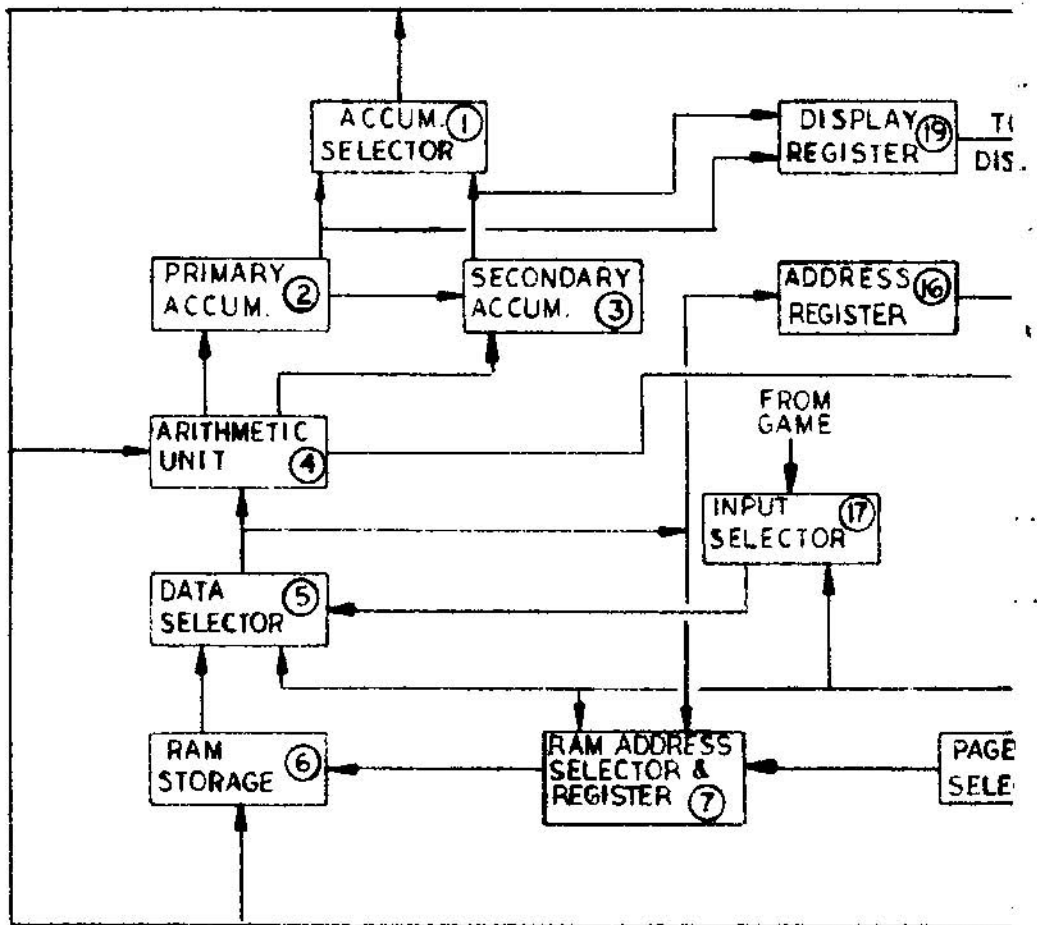 ACCUM.
SELECTOR
1
DISPLAY
REGISTER
19
PRIMARY
ACCUM.
2
SECONDARY
ACCUM.
3
ADDRESS
REGISTER
16
FROM
GAME
ARITHMETIC
UNIT
4
INPUT
SELECTOR
17
DATA
SELECTOR
5
RAM
STORAGE
6
RAM ADDRESS
SELECTOR &
REGISTER
7
PAGE